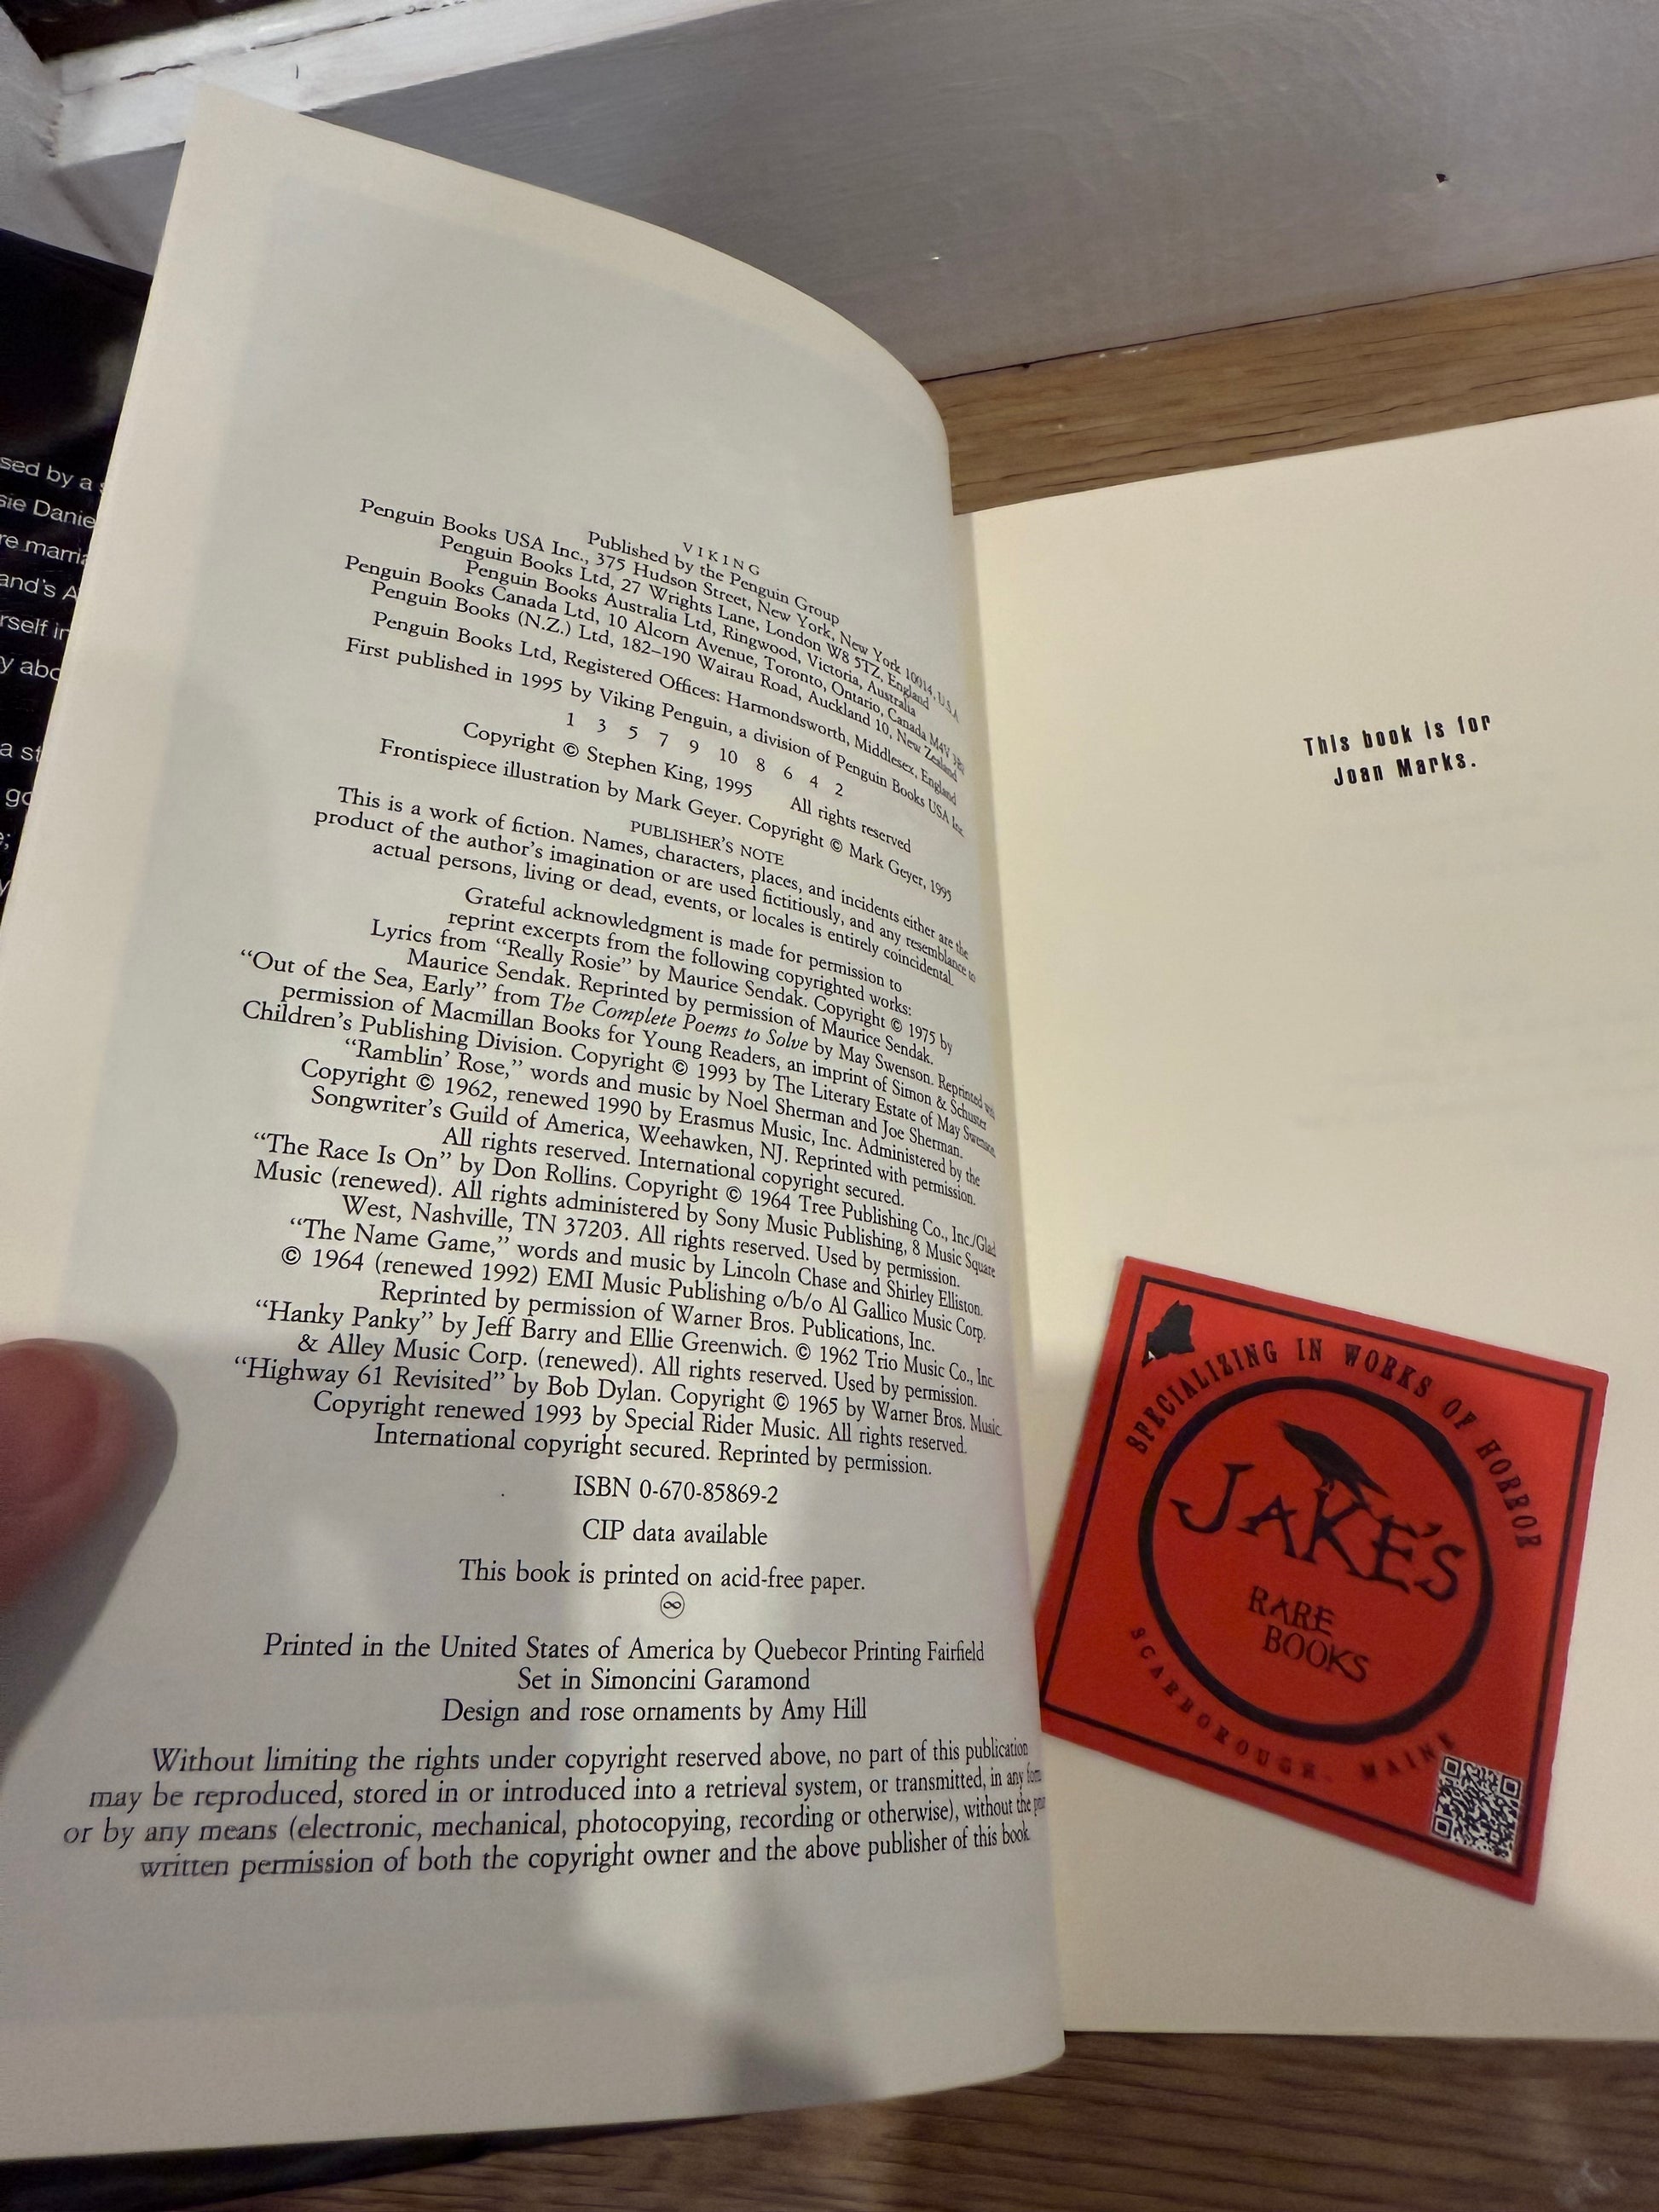 sed by a
sie Danie
re marria
and's A
rself in
y abo
a st
go
VIKING
Published by the Penguin Group
Penguin Books USA Inc., 375 Hudson Street, New York, New York 10014, U.S.A
Penguin Books Ltd, 27 Wrights Lane, London W8 5TZ, England
Penguin Books Australia Ltd, Ringwood, Victoria, Australia
Penguin Books Canada Ltd, 10 Alcorn Avenue, Toronto, Ontario, Canada M4V
Penguin Books (N.Z.) Ltd, 182–190 Wairau Road, Auckland 10, New Zealand
Penguin Books Ltd, Registered Offices: Harmondsworth, Middlesex, England
First published in 1995 by Viking Penguin, a division of Penguin Books USA Inc.
1 3 5 7 9 10 8 6 4 2
Copyright © Stephen King, 1995 All rights reserved
Frontispiece illustration by Mark Geyer. Copyright © Mark Geyer, 1995
PUBLISHER'S NOTE
This is a work of fiction. Names, characters, places, and incidents either are the
product of the author's imagination or are used fictitiously, and any resemblance to
actual persons, living or dead, events, or locales is entirely coincidental.
Grateful acknowledgment is made for permission to
reprint excerpts from the following copyrighted works:
Lyrics from “Really Rosie” by Maurice Sendak. Copyright © 1975 by
Maurice Sendak. Reprinted by permission of Maurice Sendak.
“Out of the Sea, Early” from The Complete Poems to Solve by May Swenson. Reprinted with
permission of Macmillan Books for Young Readers, an imprint of Simon & Schuster
Children's Publishing Division. Copyright © 1993 by The Literary Estate of May Swenson.
“Ramblin' Rose,” words and music by Noel Sherman and Joe Sherman.
Copyright © 1962, renewed 1990 by Erasmus Music, Inc. Administered by the
Songwriter's Guild of America, Weehawken, NJ. Reprinted with permission.
All rights reserved. International copyright secured.
“The Race Is On” by Don Rollins. Copyright © 1964 Tree Publishing Co., Inc./Glad
Music (renewed). All rights administered by Sony Music Publishing, 8 Music Square
West, Nashville, TN 37203. All rights reserved. Used by permission.
“The Name Game,” words and music by Lincoln Chase and Shirley Elliston.
© 1964 (renewed 1992) EMI Music Publishing o/b/o Al Gallico Music Corp.
Reprinted by permission of Warner Bros. Publications, Inc.
“Hanky Panky” by Jeff Barry and Ellie Greenwich. © 1962 Trio Music Co., Inc.
& Alley Music Corp. (renewed). All rights reserved. Used by permission.
“Highway 61 Revisited” by Bob Dylan. Copyright © 1965 by Warner Bros. Music.
Copyright renewed 1993 by Special Rider Music. All rights reserved.
International copyright secured. Reprinted by permission.
ISBN 0-670-85869-2
CIP data available
This book is printed on acid-free paper.
∞
Printed in the United States of America by Quebecor Printing Fairfield
Set in Simoncini Garamond
Design and rose ornaments by Amy Hill
Without limiting the rights under copyright reserved above, no part of this publication
may be reproduced, stored in or introduced into a retrieval system, or transmitted, in any form
or by any means (electronic, mechanical, photocopying, recording or otherwise), without the
written permission of both the copyright owner and the above publisher of this book.
This book is for
Joan Marks.
SPECIALIZING IN WORKS OF HORROR
JAKE'S
RARE
BOOKS
SCARBOROUGH, MAINE